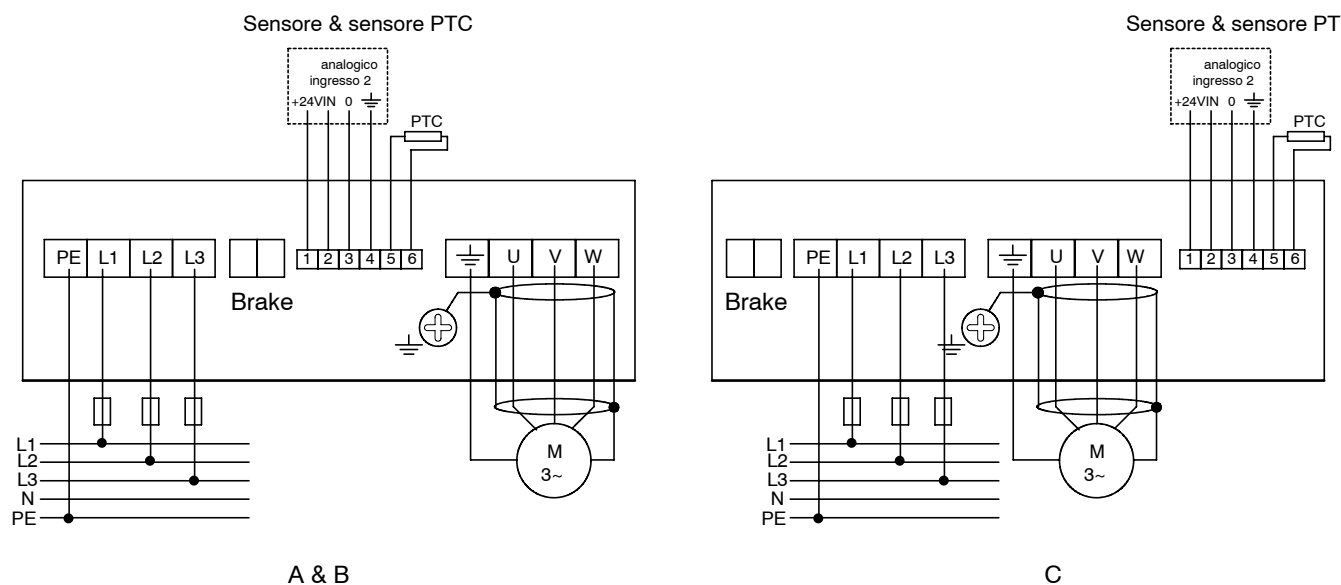 Sensore & sensore PTC
analogico
ingresso 2
+24VIN 0
PTC
PE L1 L2 L3
1 2 3 4 5 6
U V W
Brake
L1
L2
L3
N
PE
M
3~
A & B
Sensore & sensore PT
analogico
ingresso 2
+24VIN 0
PTC
Brake
PE L1 L2 L3
U V W
1 2 3 4 5 6
L1
L2
L3
N
PE
M
3~
C